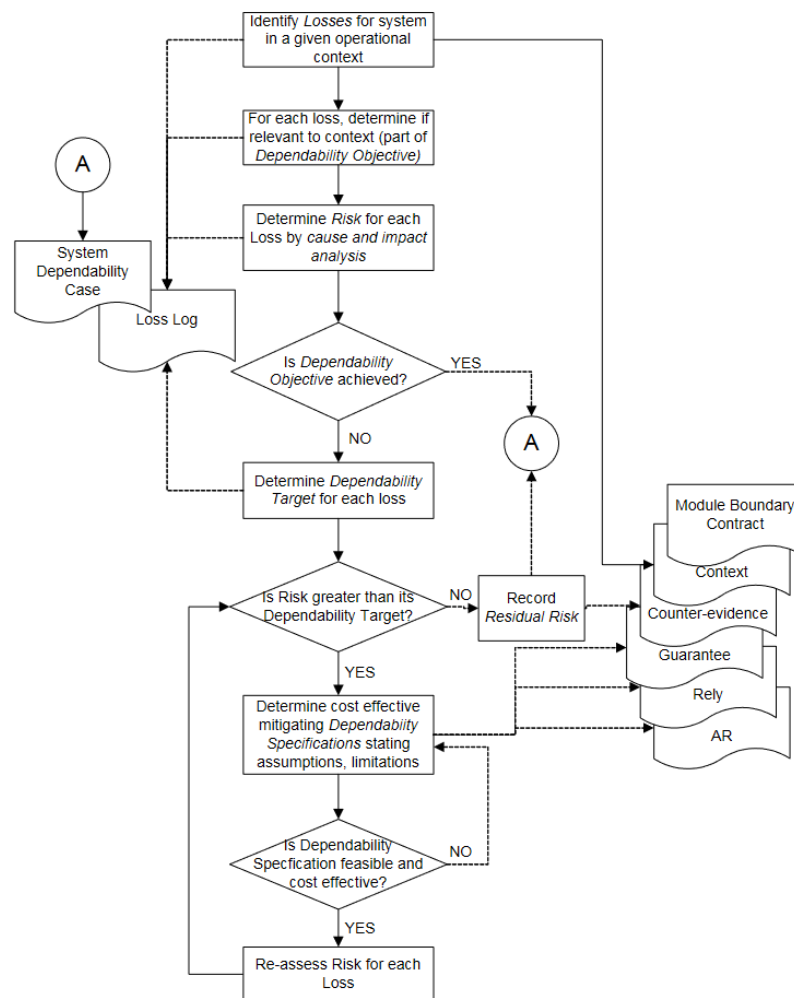 Identify Losses for system
in a given operational
context
For each loss, determine if
relevant to context (part of
Dependability Objective)
A
Determine Risk for each
Loss by cause and impact
analysis
System
Dependability
Case
Loss Log
Is Dependability
Objective achieved?
YES
A
NO
Determine Dependability
Target for each loss
Module Boundary
Contract
Context
Is Risk greater than its
Dependability Target?
NO
Record
Residual Risk
Counter-evidence
Guarantee
YES
Rely
Determine cost effective
mitigating Dependabiity
Specifications stating
assumptions, limitations
AR
Is Dependability
Specfication feasible and
cost effective?
NO
YES
Re-assess Risk for each
Loss